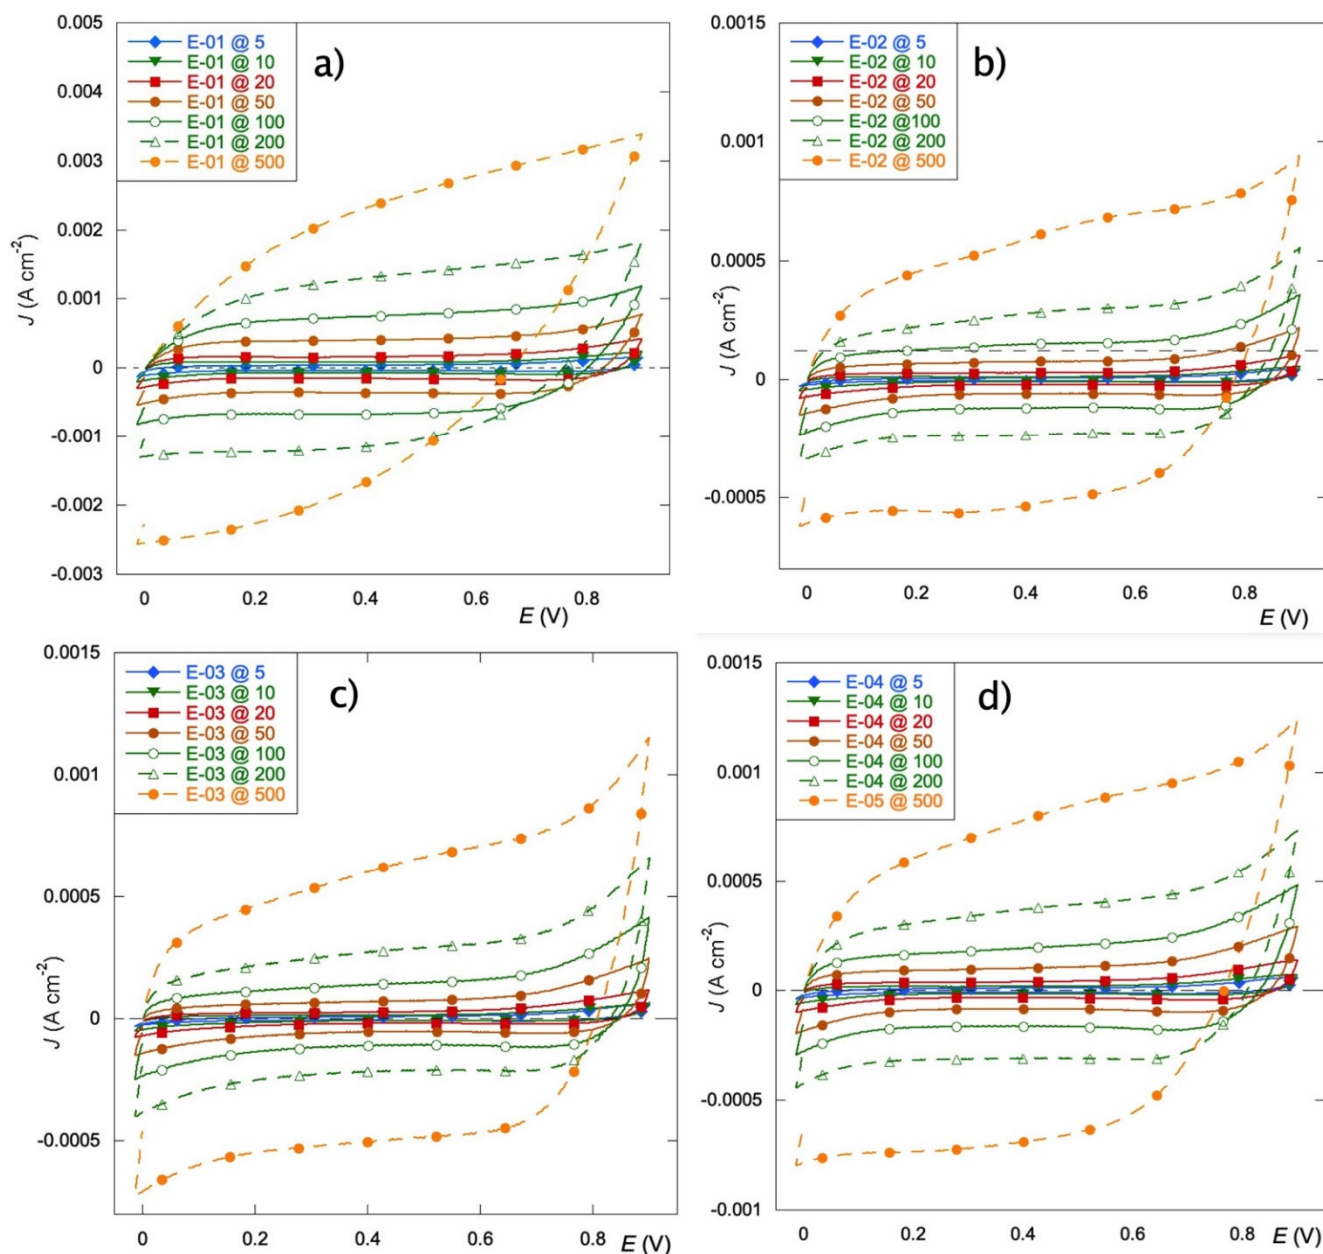 0.005
0.004
0.003
0.002
0.001
0
-0.001
-0.002
-0.003
J (A cm-2)
E-01 @ 5
E-01 @ 10
E-01 @ 20
E-01 @ 50
E-01 @ 100
E-01 @ 200
E-01 @ 500
a)
0 0.2 0.4 0.6 0.8
E (V)
0.0015
0.001
0.0005
0
-0.0005
J (A cm-2)
E-02 @ 5
E-02 @ 10
E-02 @ 20
E-02 @ 50
E-02 @100
E-02 @ 200
E-02 @ 500
b)
0 0.2 0.4 0.6 0.8
E (V)
0.0015
0.001
0.0005
0
-0.0005
J (A cm-2)
E-03 @ 5
E-03 @ 10
E-03 @ 20
E-03 @ 50
E-03 @ 100
E-03 @ 200
E-03 @ 500
c)
0 0.2 0.4 0.6 0.8 E (V)
0.0015
0.001
0.0005
0
-0.0005
-0.001
J (A cm-2)
E-04 @ 5
E-04 @ 10
E-04 @ 20
E-04 @ 50
E-04 @ 100
E-04 @ 200
E-05 @ 500
d)
0 0.2 0.4 0.6 0.8 E (V)